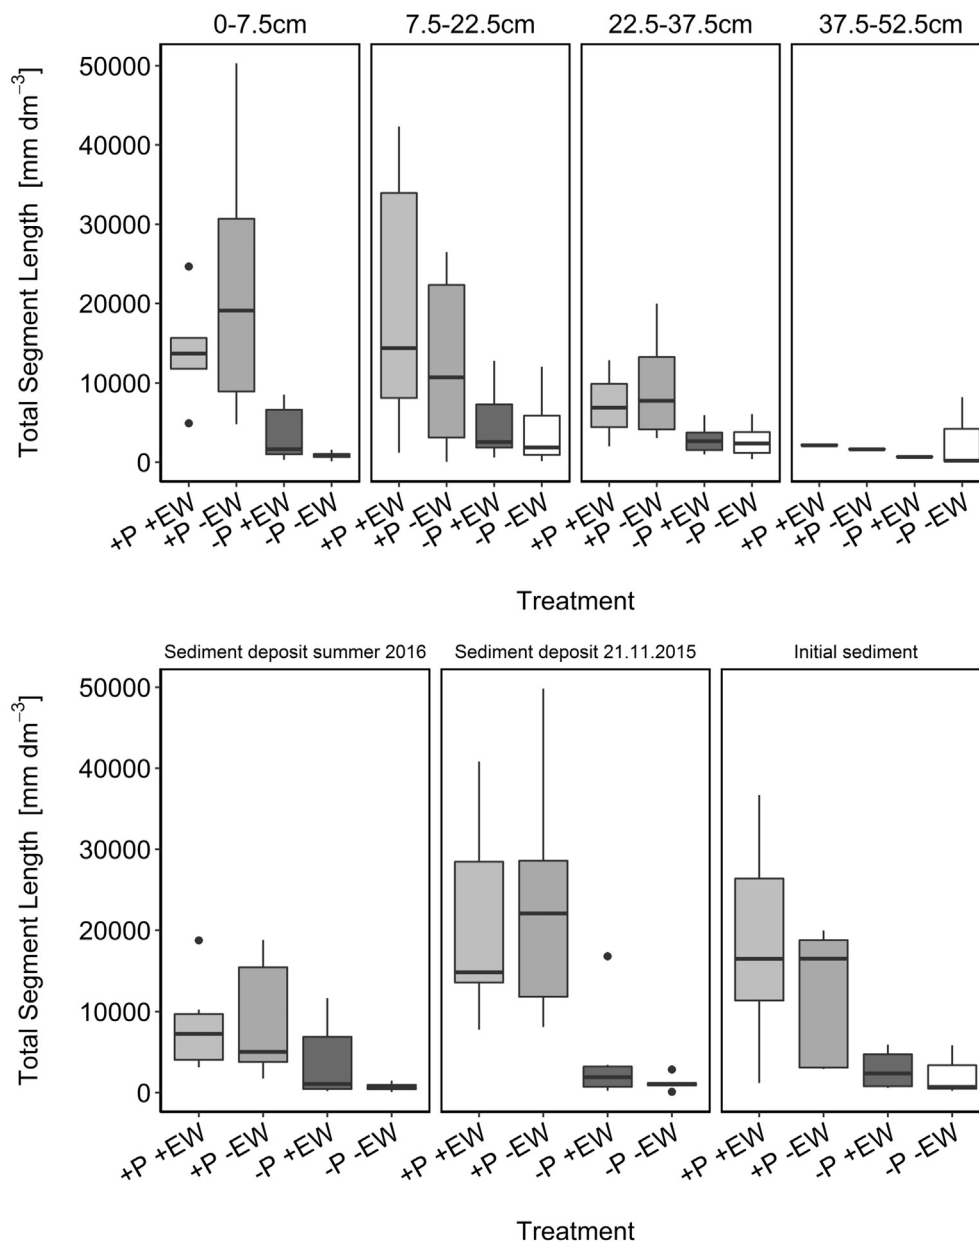 0-7.5cm 7.5-22.5cm 22.5-37.5cm 37.5-52.5cm
Total Segment Length [mm dm⁻³]
50000
40000
30000
20000
10000
0
+P +EW +P -EW -P +EW -P -EW +P +EW +P -EW -P +EW -P -EW +P +EW +P -EW -P +EW -P -EW +P +EW +P -EW -P +EW -P -EW
Treatment
Sediment deposit summer 2016 Sediment deposit 21.11.2015 Initial sediment
Total Segment Length [mm dm⁻³]
50000
40000
30000
20000
10000
0
+P +EW +P -EW -P +EW -P -EW +P +EW +P -EW -P +EW -P -EW +P +EW +P -EW -P +EW -P -EW
Treatment